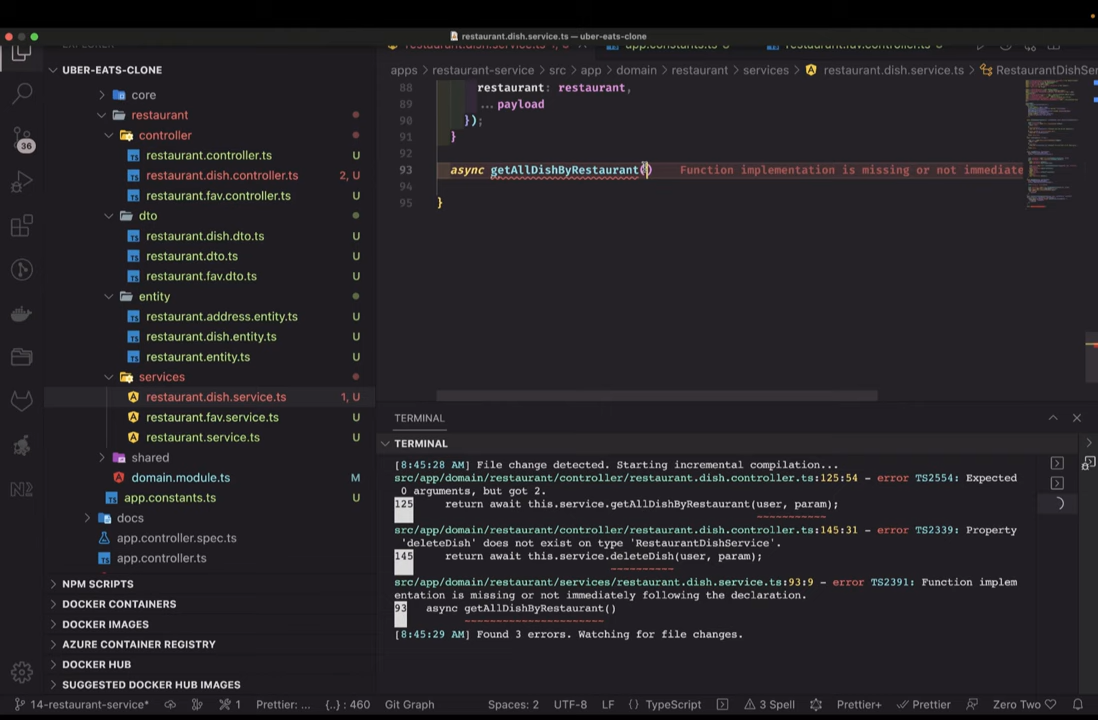 restaurant.dish.service.ts — uber-eats-clone
UBER-EATS-CLONE
core
restaurant
controller
restaurant.controller.ts U
restaurant.dish.controller.ts 2, U
restaurant.fav.controller.ts U
dto
restaurant.dish.dto.ts U
restaurant.dto.ts U
restaurant.fav.dto.ts U
entity
restaurant.address.entity.ts U
restaurant.dish.entity.ts U
restaurant.entity.ts U
services
restaurant.dish.service.ts 1, U
restaurant.fav.service.ts U
restaurant.service.ts U
shared
domain.module.ts M
app.constants.ts U
docs
app.controller.spec.ts
app.controller.ts
NPM SCRIPTS
DOCKER CONTAINERS
DOCKER IMAGES
AZURE CONTAINER REGISTRY
DOCKER HUB
SUGGESTED DOCKER HUB IMAGES
36
apps > restaurant-service > src > app > domain > restaurant > services > restaurant.dish.service.ts > RestaurantDishServ
88 restaurant: restaurant,
89 ...payload
90 });
91 }
92
93 async getAllDishByRestaurant() Function implementation is missing or not immediate
94
95 }
TERMINAL
TERMINAL
[8:45:28 AM] File change detected. Starting incremental compilation...
src/app/domain/restaurant/controller/restaurant.dish.controller.ts:125:54 - error TS2554: Expected
0 arguments, but got 2.
125 return await this.service.getAllDishByRestaurant(user, param);
src/app/domain/restaurant/controller/restaurant.dish.controller.ts:145:31 - error TS2339: Property
'deleteDish' does not exist on type 'RestaurantDishService'.
145 return await this.service.deleteDish(user, param);
src/app/domain/restaurant/services/restaurant.dish.service.ts:93:9 - error TS2391: Function implem
entation is missing or not immediately following the declaration.
93 async getAllDishByRestaurant()
[8:45:29 AM] Found 3 errors. Watching for file changes.
14-restaurant-service* 1 Prettier: ... {..} : 460 Git Graph Spaces: 2 UTF-8 LF {} TypeScript 3 Spell Prettier+ Prettier Zero Two